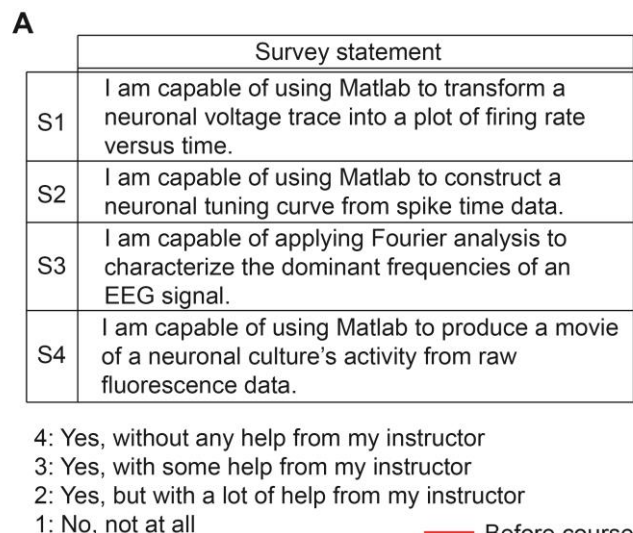 A
Survey statement
S1
I am capable of using Matlab to transform a
neuronal voltage trace into a plot of firing rate
versus time.
S2
I am capable of using Matlab to construct a
neuronal tuning curve from spike time data.
S3
I am capable of applying Fourier analysis to
characterize the dominant frequencies of an
EEG signal.
S4
I am capable of using Matlab to produce a movie
of a neuronal culture's activity from raw
fluorescence data.
4: Yes, without any help from my instructor
3: Yes, with some help from my instructor
2: Yes, but with a lot of help from my instructor
1: No, not at all
Before course